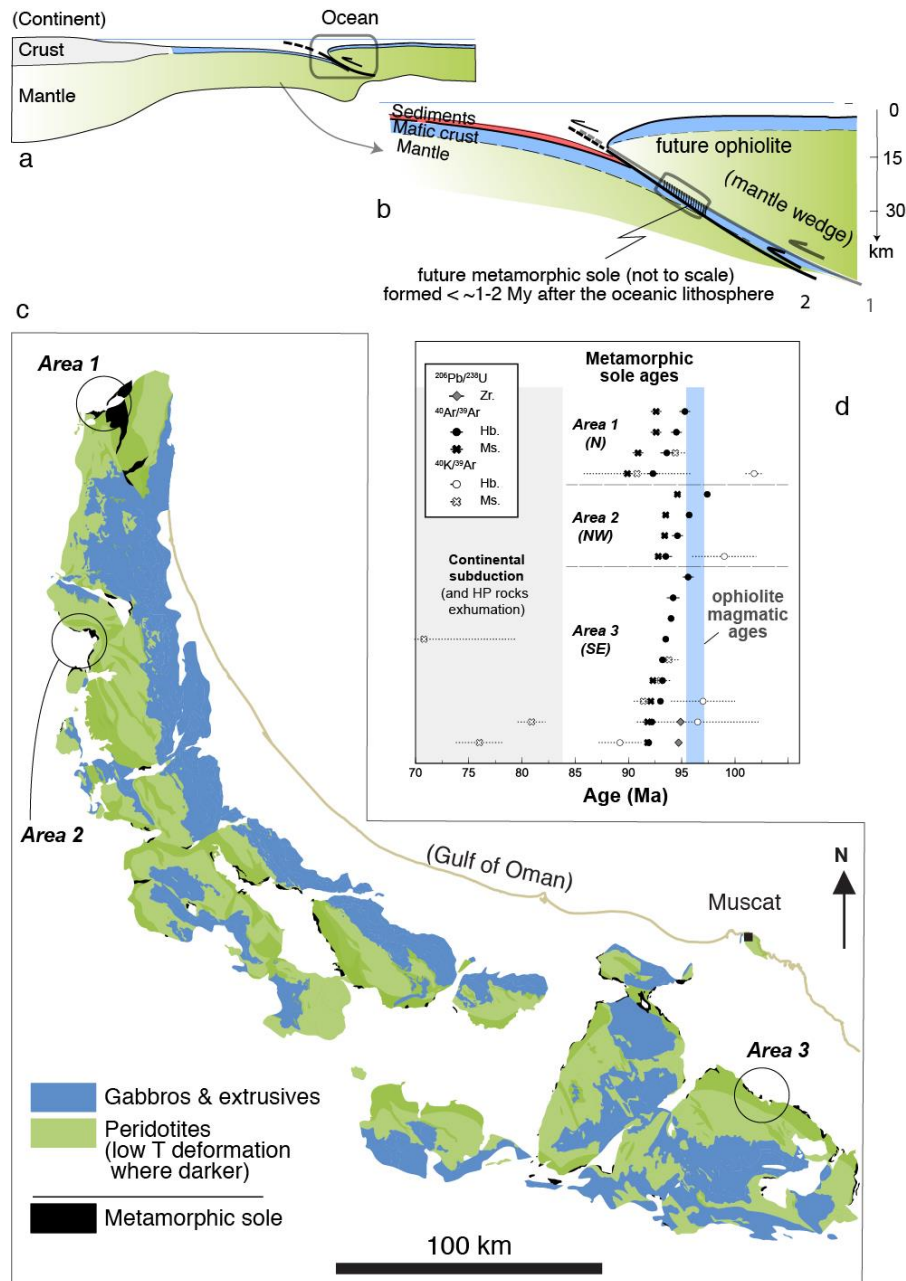 (Continent)
Ocean
Crust
Mantle
a
Sediments
Mafic crust
Mantle
future ophiolite
(mantle wedge)
0
15
30
km
b
future metamorphic sole (not to scale)
formed < ~1-2 My after the oceanic lithosphere
2
1
c
Area 1
Area 2
d
Metamorphic
sole ages
206Pb/238U
Zr.
40Ar/39Ar
Hb.
Ms.
40K/39Ar
Hb.
Ms.
Area 1
(N)
Area 2
(NW)
Area 3
(SE)
Continental
subduction
(and HP rocks
exhumation)
ophiolite
magmatic
ages
70 75 80 85 90 95 100
Age (Ma)
(Gulf of Oman)
N
Muscat
Area 3
Gabbros & extrusives
Peridotites
(low T deformation
where darker)
Metamorphic sole
100 km